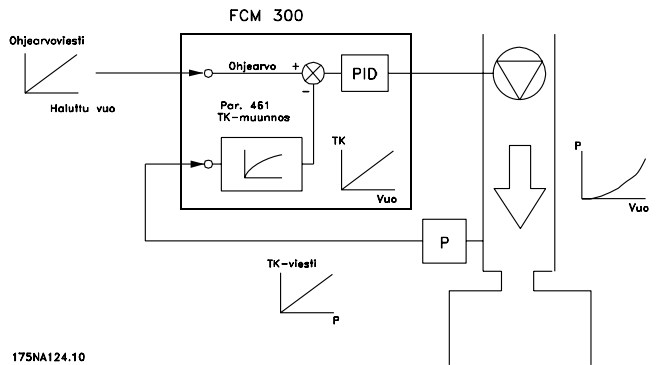 FCM 300
Ohjearvoviesti
Haluttu vuo
Ohjearvo
+
-
PID
Par. 461
TK-muunnos
TK
Vuo
P
Vuo
P
TK-viesti
P
175NA124.10